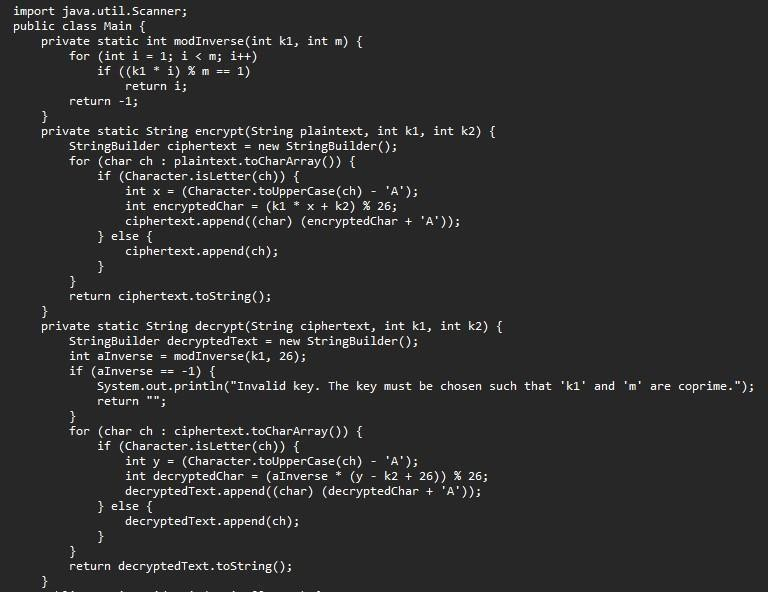 import java.util.Scanner;
public class Main {
    private static int modInverse(int k1, int m) {
        for (int i = 1; i < m; i++)
            if ((k1 * i) % m == 1)
                return i;
        return -1;
    }
    private static String encrypt(String plaintext, int k1, int k2) {
        StringBuilder ciphertext = new StringBuilder();
        for (char ch : plaintext.toCharArray()) {
            if (Character.isLetter(ch)) {
                int x = (Character.toUpperCase(ch) - 'A');
                int encryptedChar = (k1 * x + k2) % 26;
                ciphertext.append((char) (encryptedChar + 'A'));
            } else {
                ciphertext.append(ch);
            }
        }
        return ciphertext.toString();
    }
    private static String decrypt(String ciphertext, int k1, int k2) {
        StringBuilder decryptedText = new StringBuilder();
        int aInverse = modInverse(k1, 26);
        if (aInverse == -1) {
            System.out.println("Invalid key. The key must be chosen such that 'k1' and 'm' are coprime.");
            return "";
        }
        for (char ch : ciphertext.toCharArray()) {
            if (Character.isLetter(ch)) {
                int y = (Character.toUpperCase(ch) - 'A');
                int decryptedChar = (aInverse * (y - k2 + 26)) % 26;
                decryptedText.append((char) (decryptedChar + 'A'));
            } else {
                decryptedText.append(ch);
            }
        }
        return decryptedText.toString();
    }